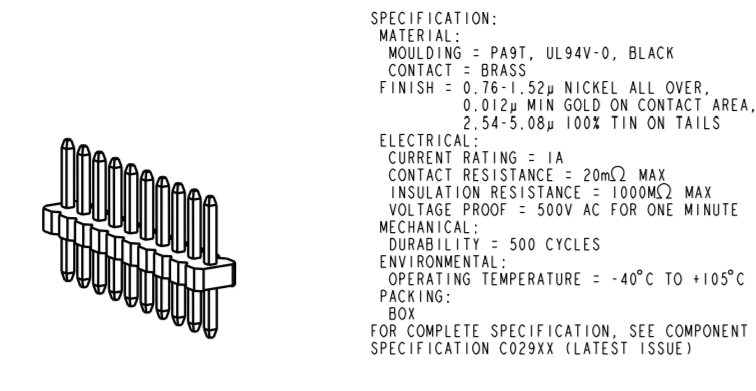 SPECIFICATION:
MATERIAL:
MOULDING = PA9T, UL94V-0, BLACK
CONTACT = BRASS
FINISH = 0.76-1.52µ NICKEL ALL OVER,
0.012µ MIN GOLD ON CONTACT AREA,
2.54-5.08µ 100% TIN ON TAILS
ELECTRICAL:
CURRENT RATING = 1A
CONTACT RESISTANCE = 20mΩ MAX
INSULATION RESISTANCE = 1000MΩ MAX
VOLTAGE PROOF = 500V AC FOR ONE MINUTE
MECHANICAL:
DURABILITY = 500 CYCLES
ENVIRONMENTAL:
OPERATING TEMPERATURE = -40°C TO +105°C
PACKING:
BOX
FOR COMPLETE SPECIFICATION, SEE COMPONENT
SPECIFICATION C029XX (LATEST ISSUE)